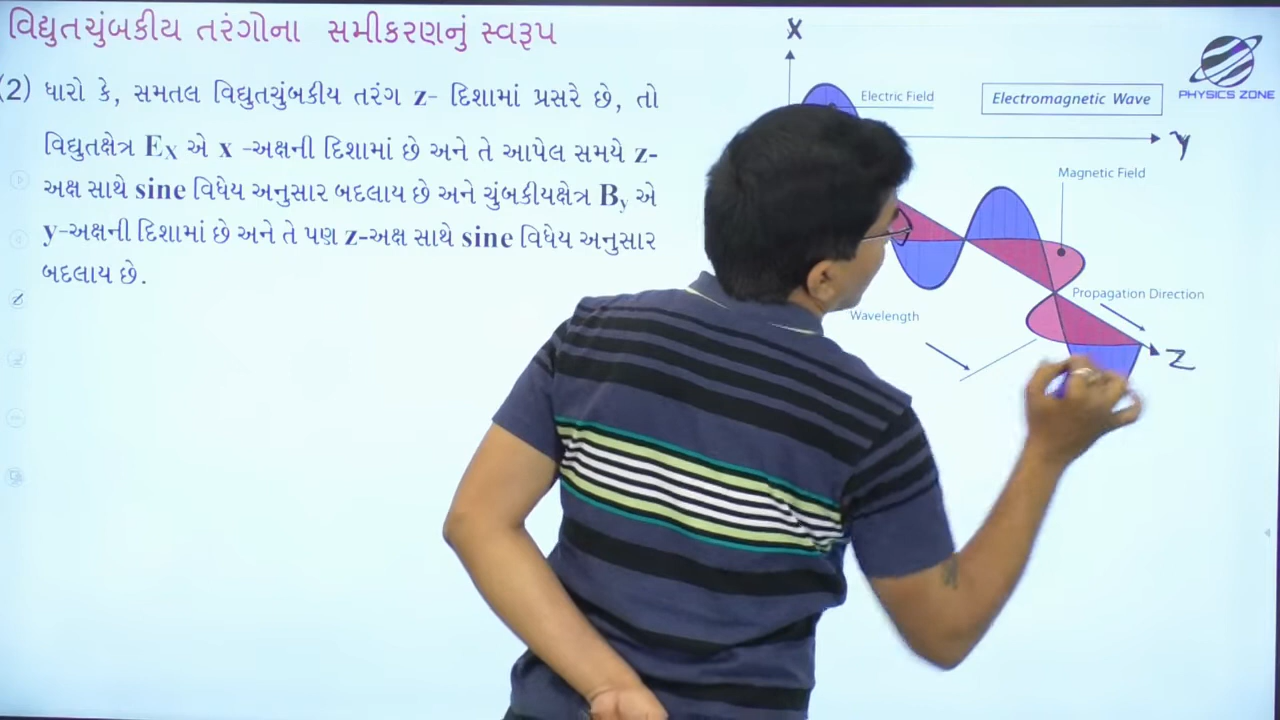 વિદ્યુતચુંબકીય તરંગોના સમીકરણનું સ્વરૂપ
(2) ધારો કે, સમતલ વિદ્યુતચુંબકીય તરંગ z- દિશામાં પ્રસરે છે, તો
વિદ્યુતક્ષેત્ર Ex એ x -અક્ષની દિશામાં છે અને તે આપેલ સમયે z-
અક્ષ સાથે sine વિધેય અનુસાર બદલાય છે અને ચુંબકીયક્ષેત્ર By એ
y-અક્ષની દિશામાં છે અને તે પણ z-અક્ષ સાથે sine વિધેય અનુસાર
બદલાય છે.
X
Electric Field
Electromagnetic Wave
PHYSICS ZONE
Y
Magnetic Field
Propagation Direction
Wavelength
Z